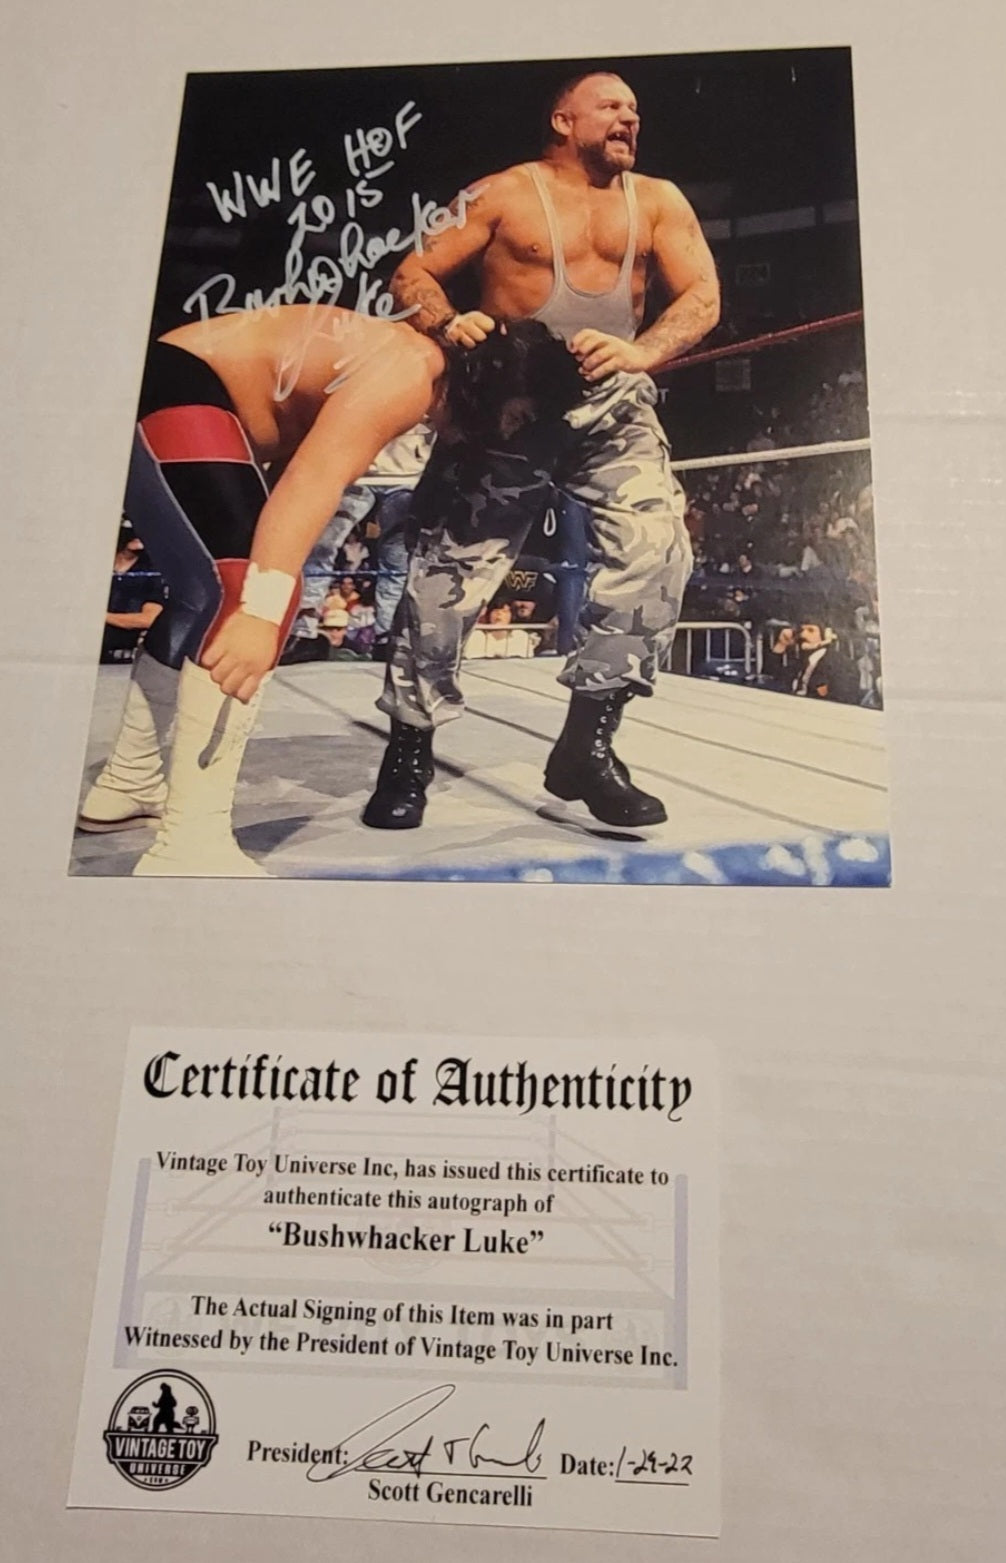 WWE HOF
2015
Bushwhacker
Luke
WF
Certificate of Authenticity
Vintage Toy Universe Inc, has issued this certificate to
authenticate this autograph of
“Bushwhacker Luke”
The Actual Signing of this Item was in part
Witnessed by the President of Vintage Toy Universe Inc.
VINTAGE TOY
UNIVERSE
.COM
President:
Date: 1-29-22
Scott Gencarelli